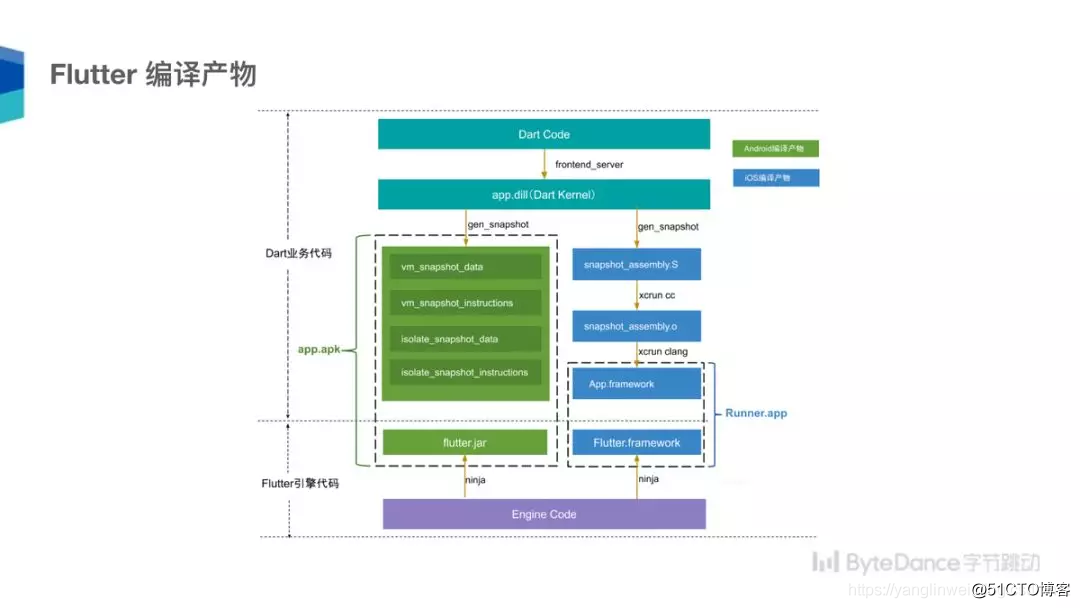 Flutter 编译产物
Dart Code
Android编译产物
frontend_server
iOS编译产物
app.dill(Dart Kernel)
gen_snapshot
gen_snapshot
Dart业务代码
vm_snapshot_data
snapshot_assembly.S
xcrun cc
vm_snapshot_instructions
snapshot_assembly.o
isolate_snapshot_data
app.apk
xcrun clang
isolate_snapshot_instructions
App.framework
Runner.app
flutter.jar
Flutter.framework
Flutter引擎代码
ninja
ninja
Engine Code
ByteDance字节跳动
https://yanglinwei
@51CTO博客